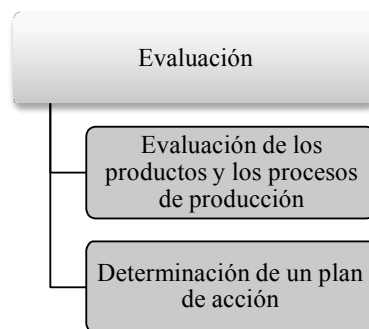 Evaluación
Evaluación de los
productos y los procesos
de producción
Determinación de un plan
de acción